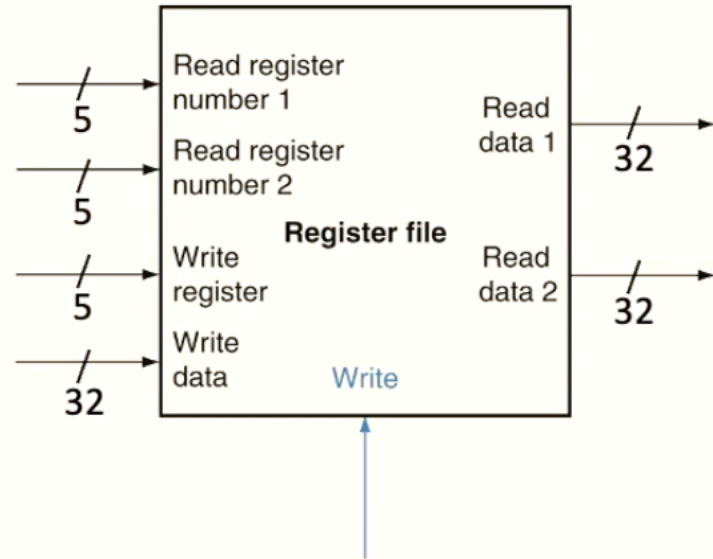 Read register
number 1
5
Read register
number 2
5
Write
register
5
Write
data
32
Register file
Write
Read
data 1
32
Read
data 2
32